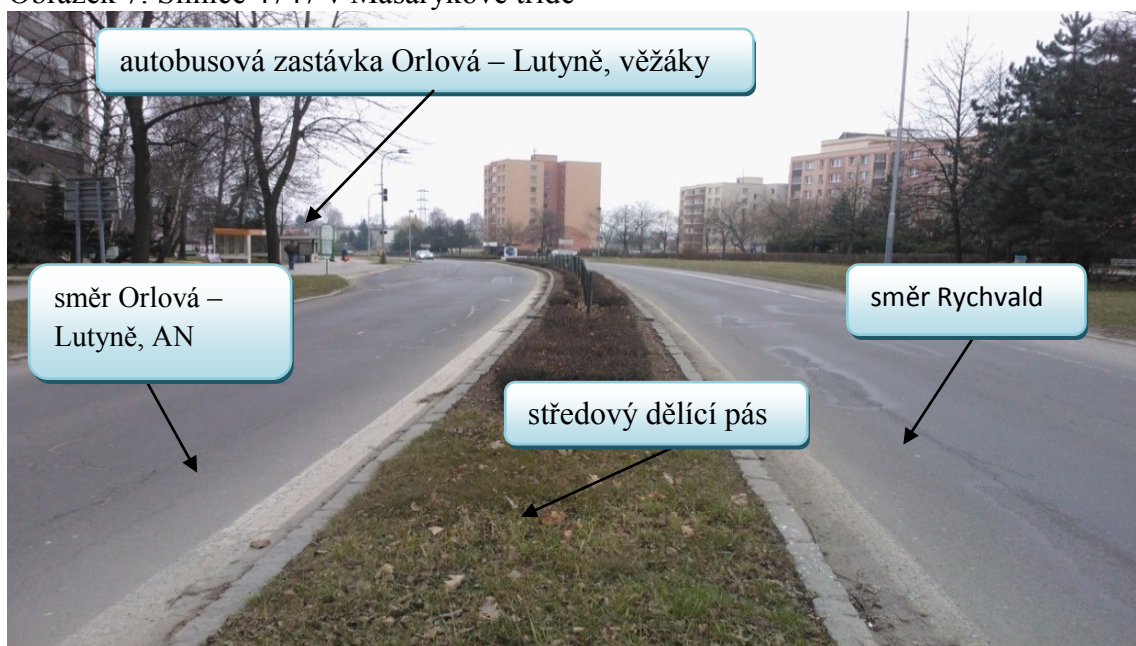 autobusová zastávka Orlová – Lutyně, věžáky
směr Orlová –
Lutyně, AN
směr Rychvald
středový dělící pás